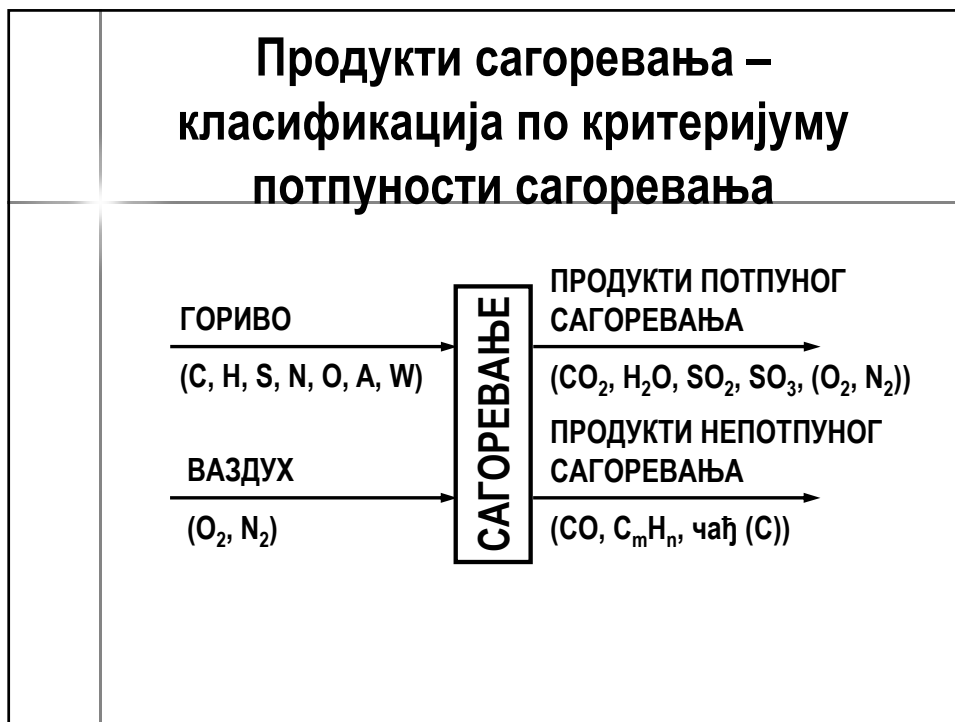 Продукти сагоревања –
класификација по критеријуму
потпуности сагоревања
ГОРИВО
(C, H, S, N, O, A, W)
ВАЗДУХ
(O₂, N₂)
САГОРЕВАЊЕ
ПРОДУКТИ ПОТПУНОГ
САГОРЕВАЊА
(CO₂, H₂O, SO₂, SO₃, (O₂, N₂))
ПРОДУКТИ НЕПОТПУНОГ
САГОРЕВАЊА
(CO, CₘHₙ, чађ (C))